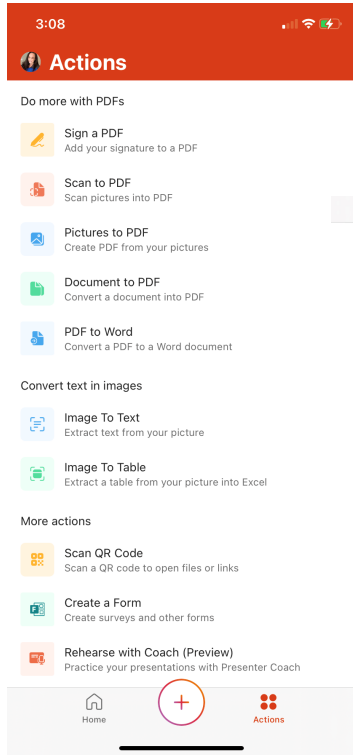 3:08
Actions
Do more with PDFs
Sign a PDF
Add your signature to a PDF
Scan to PDF
Scan pictures into PDF
Pictures to PDF
Create PDF from your pictures
Document to PDF
Convert a document into PDF
PDF to Word
Convert a PDF to a Word document
Convert text in images
Image To Text
Extract text from your picture
Image To Table
Extract a table from your picture into Excel
More actions
Scan QR Code
Scan a QR code to open files or links
Create a Form
Create surveys and other forms
Rehearse with Coach (Preview)
Practice your presentations with Presenter Coach
Home
Actions